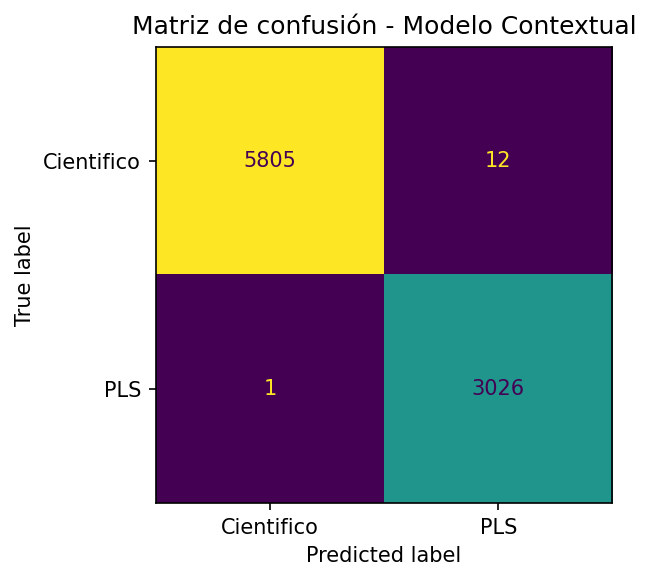 Matriz de confusión - Modelo Contextual
True label
Cientifico
5805
12
PLS
1
3026
Cientifico
PLS
Predicted label